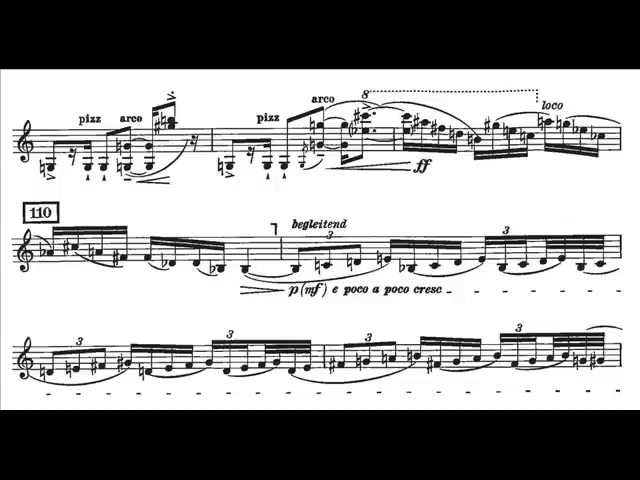 pizz arco pizz arco 8 loco
ff
110
begleitend
3 3 3
p (mf) e poco a poco cresc
3 3 3 3